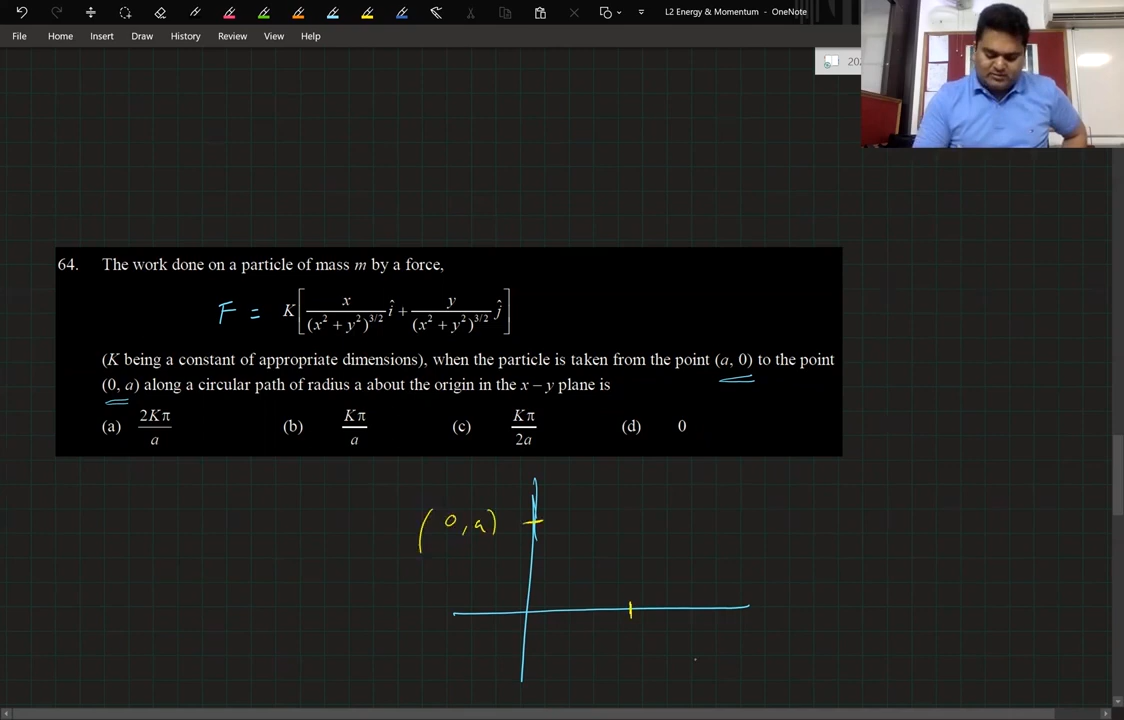 L2 Energy & Momentum - OneNote
File Home Insert Draw History Review View Help
64. The work done on a particle of mass m by a force,
F = K[ x/(x² + y²)^3/2 î + y/(x² + y²)^3/2 ĵ ]
(K being a constant of appropriate dimensions), when the particle is taken from the point (a, 0) to the point
(0, a) along a circular path of radius a about the origin in the x – y plane is
(a) 2Kπ/a (b) Kπ/a (c) Kπ/2a (d) 0
(0, a)